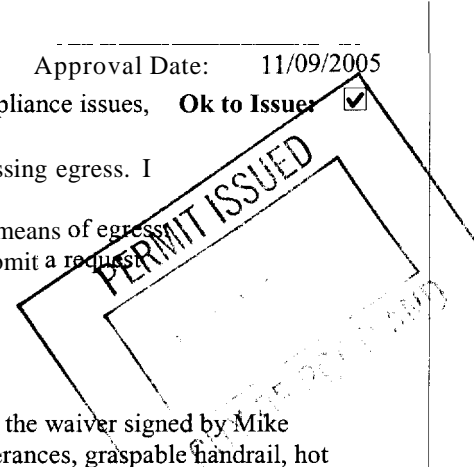 Approval Date: 11/09/2005
pliance issues, Ok to Issue: ☑
ssing egress. I
means of egress,
omit a request
PERMIT ISSUED
the waiver signed by Mike
erances, graspable handrail, hot